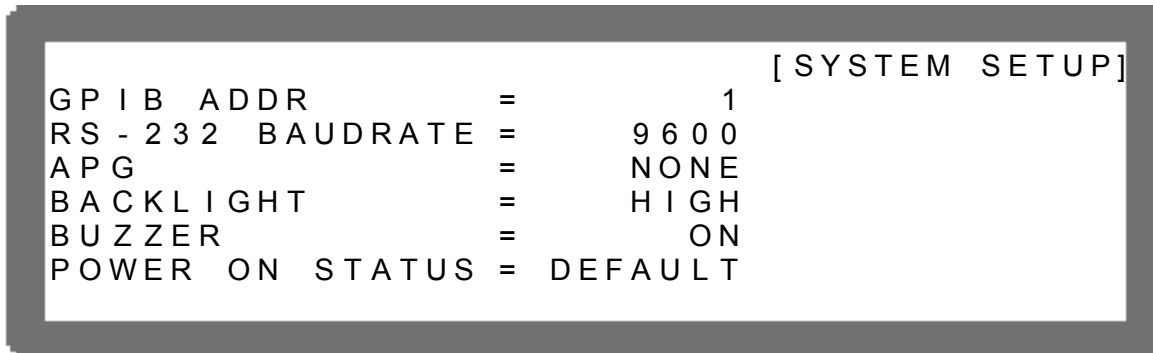 [SYSTEM SETUP]
GPIB ADDR = 1
RS-232 BAUDRATE = 9600
APG = NONE
BACKLIGHT = HIGH
BUZZER = ON
POWER ON STATUS = DEFAULT